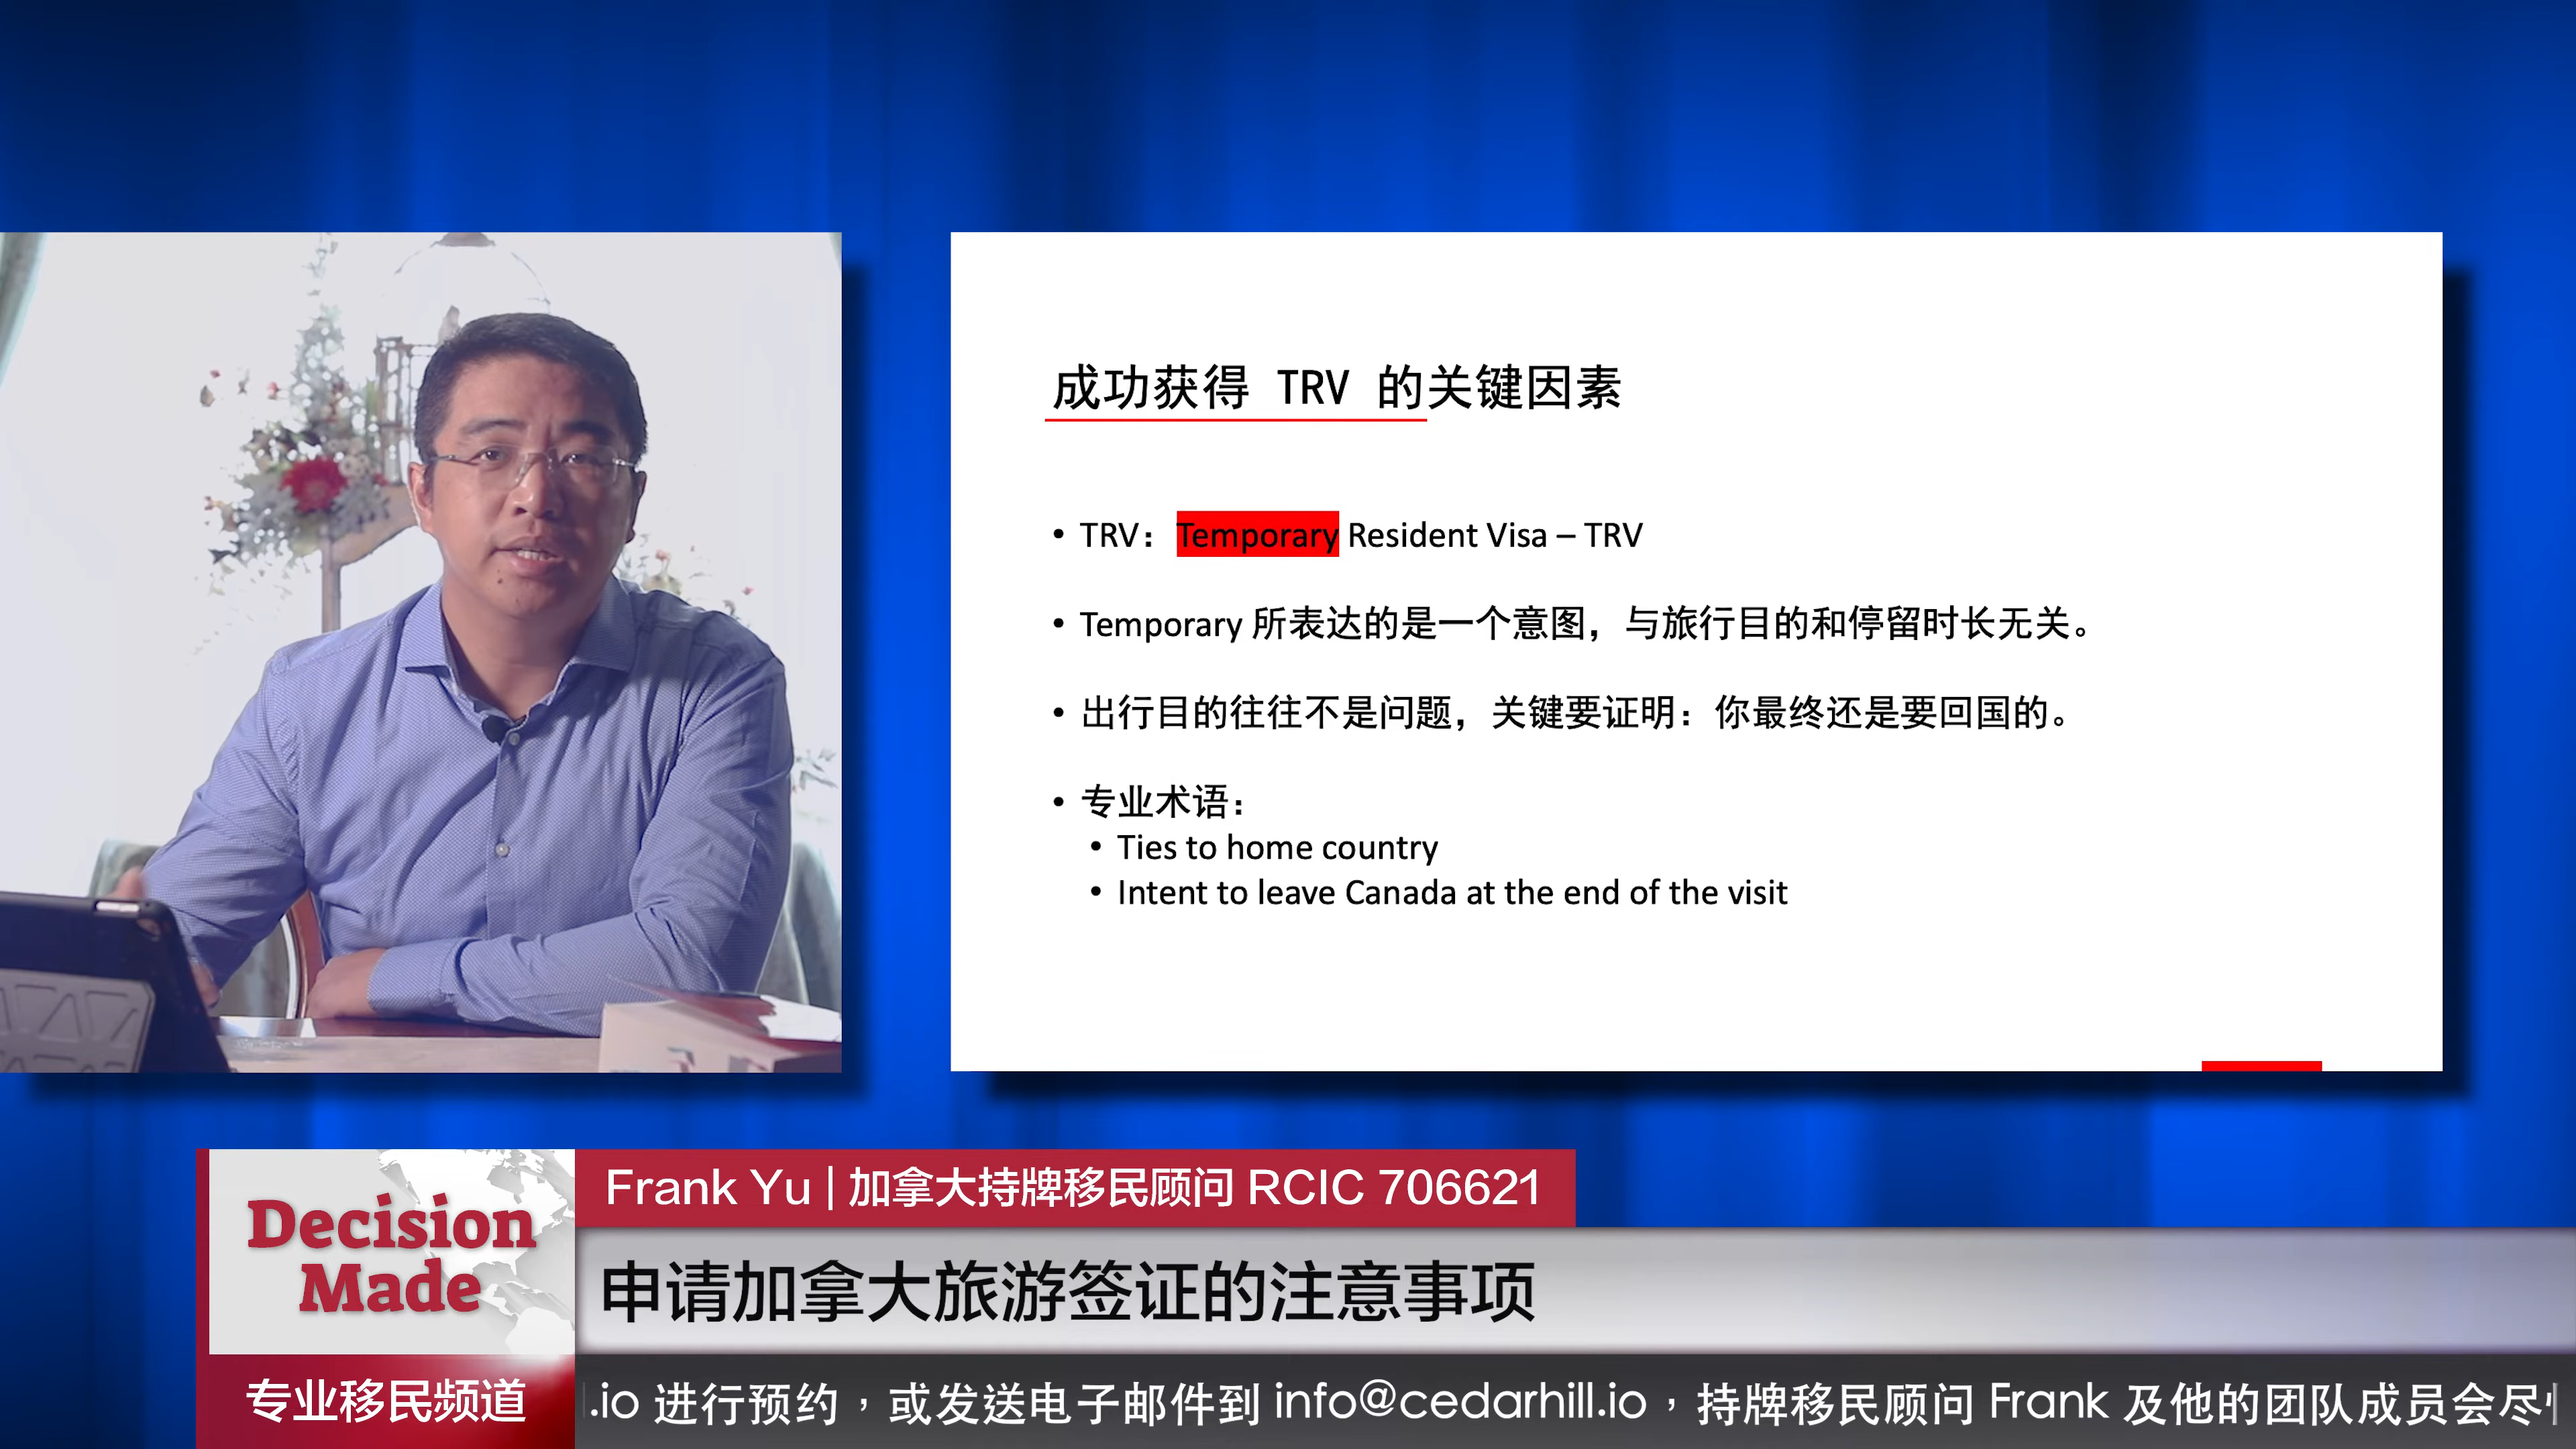 成功获得 TRV 的关键因素
• TRV：Temporary Resident Visa – TRV
• Temporary 所表达的是一个意图，与旅行目的和停留时长无关。
• 出行目的往往不是问题，关键要证明：你最终还是要回国的。
• 专业术语：
• Ties to home country
• Intent to leave Canada at the end of the visit
Frank Yu | 加拿大持牌移民顾问 RCIC 706621
Decision
Made
申请加拿大旅游签证的注意事项
专业移民频道
.io 进行预约，或发送电子邮件到 info@cedarhill.io，持牌移民顾问 Frank 及他的团队成员会尽